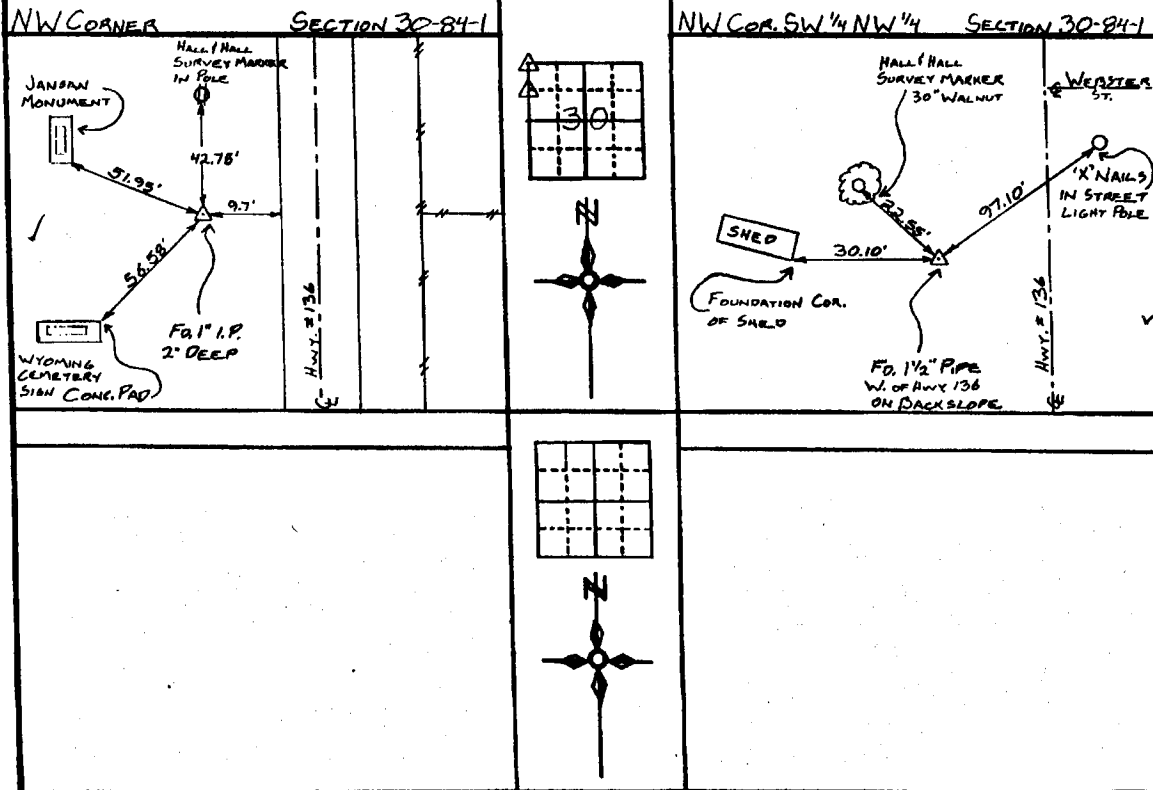 NW CORNER SECTION 30-84-1
HALL & HALL
SURVEY MARKER
IN POLE
JANSAN
MONUMENT
42.75'
51.95'
9.7'
56.58'
FD. 1" I.P.
2" DEEP
HWY. # 136
WYOMING
CEMETERY
SIGN CONC. PAD
℄
30
N
NW COR. SW 1/4 NW 1/4 SECTION 30-84-1
HALL & HALL
SURVEY MARKER
30" WALNUT
℄ WEBSTER
ST.
'X' NAILS
IN STREET
LIGHT POLE
22.55'
97.10'
SHED
30.10'
FOUNDATION COR.
OF SHED
FD. 1 1/2" PIPE
W. OF HWY 136
ON BACKSLOPE
HWY. # 136
℄
N